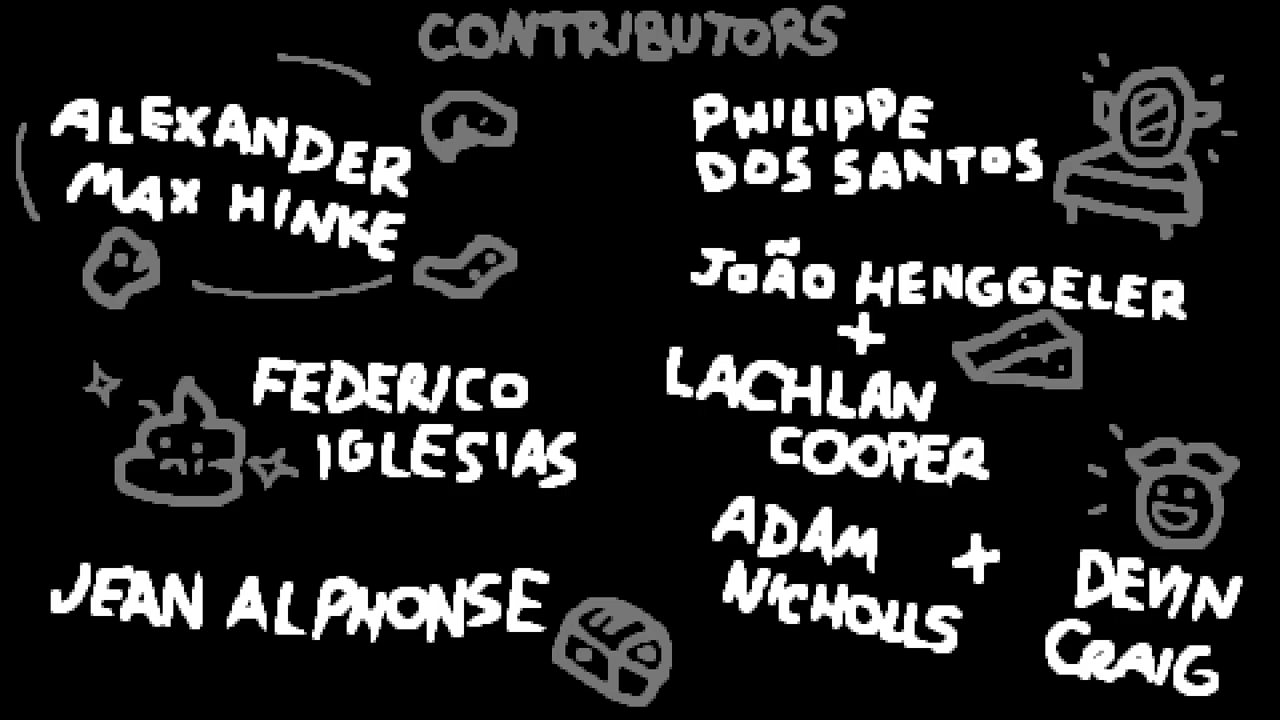 CONTRIBUTORS
ALEXANDER
MAX HINKE
FEDERICO
IGLESIAS
JEAN ALPHONSE
PHILIPPE
DOS SANTOS
JOÃO HENGGELER
+
LACHLAN
COOPER
ADAM
NICHOLLS
+
DEVIN
CRAIG